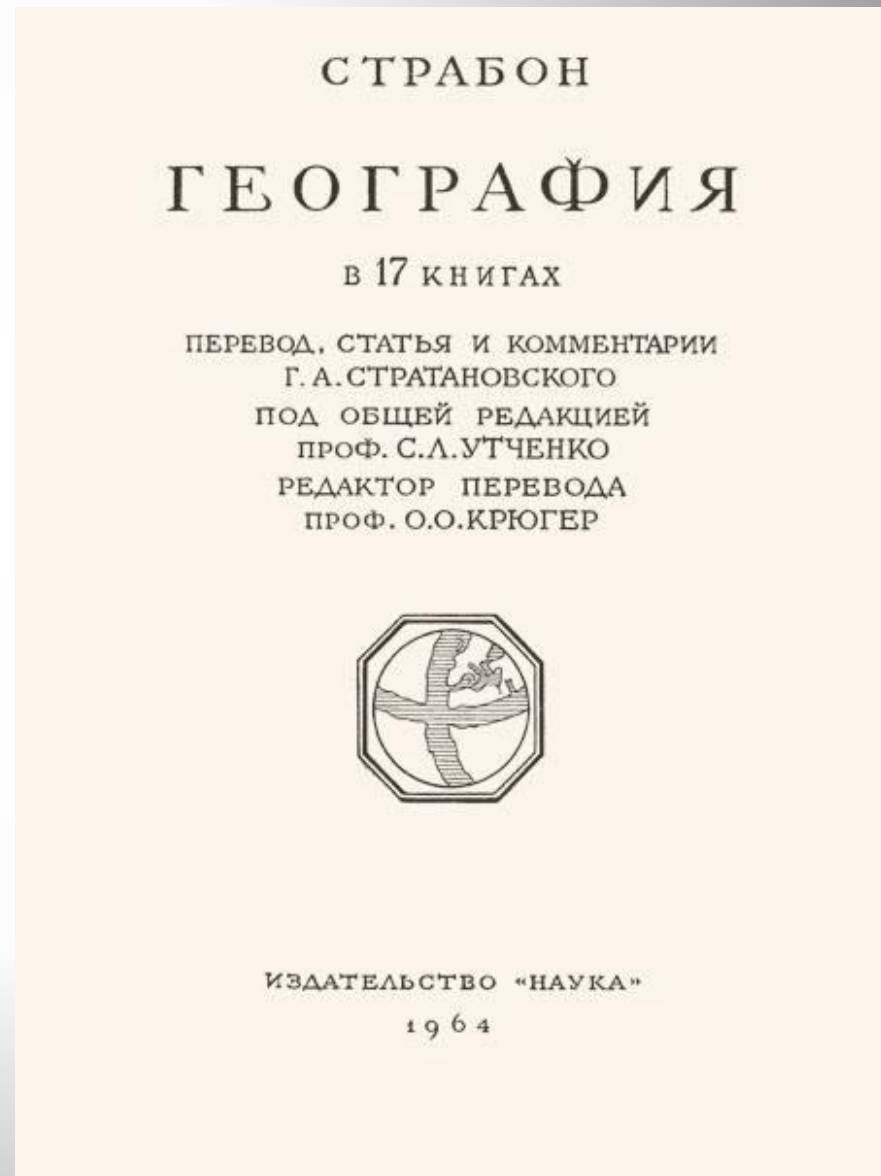 СТРАБОН
ГЕОГРАФИЯ
В 17 КНИГАХ
ПЕРЕВОД, СТАТЬЯ И КОММЕНТАРИИ
Г. А. СТРАТАНОВСКОГО
ПОД ОБЩЕЙ РЕДАКЦИЕЙ
ПРОФ. С.Л.УТЧЕНКО
РЕДАКТОР ПЕРЕВОДА
ПРОФ. О.О.КРЮГЕР
ИЗДАТЕЛЬСТВО «НАУКА»
1964